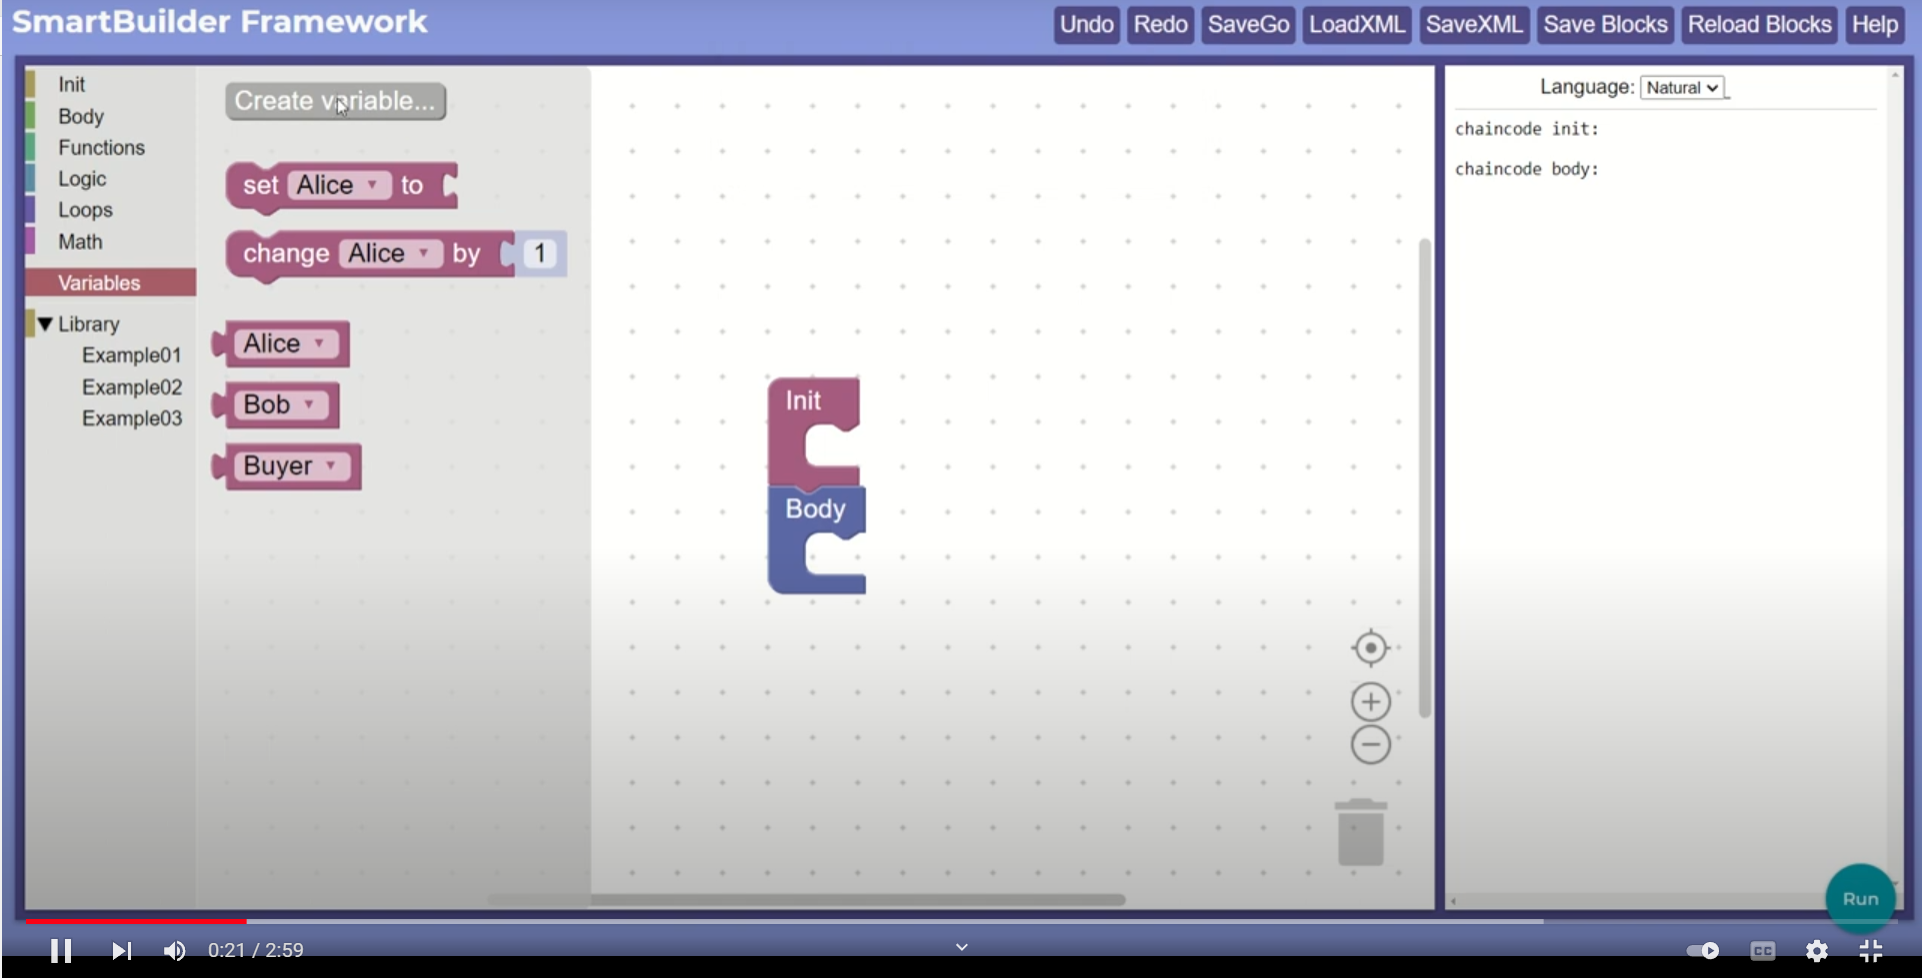 SmartBuilder Framework
Undo Redo SaveGo LoadXML SaveXML Save Blocks Reload Blocks Help
Init
Body
Functions
Logic
Loops
Math
Variables
Library
Example01
Example02
Example03
Create variable...
set Alice to
change Alice by 1
Alice
Bob
Buyer
Init
Body
Language: Natural
chaincode init:
chaincode body:
Run
0:21 / 2:59
CC